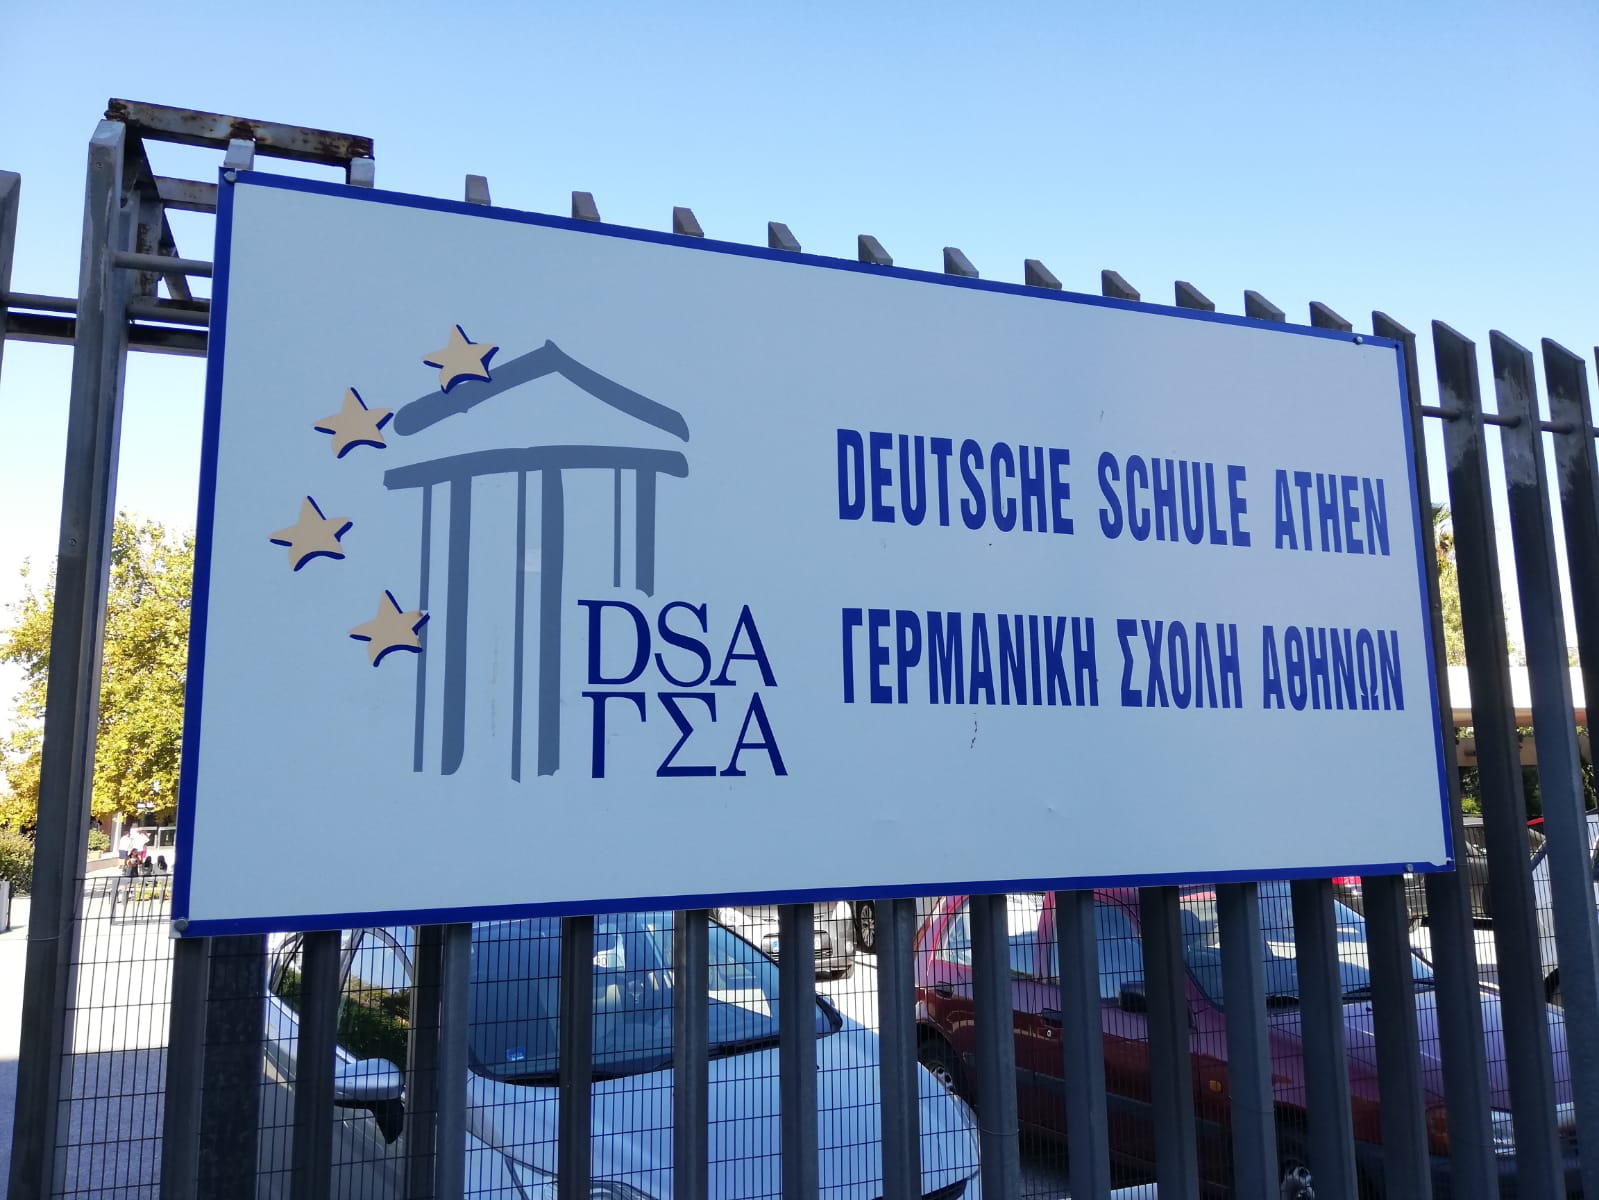 DSA
ΓΣΑ
DEUTSCHE SCHULE ATHEN
ΓΕΡΜΑΝΙΚΗ ΣΧΟΛΗ ΑΘΗΝΩΝ